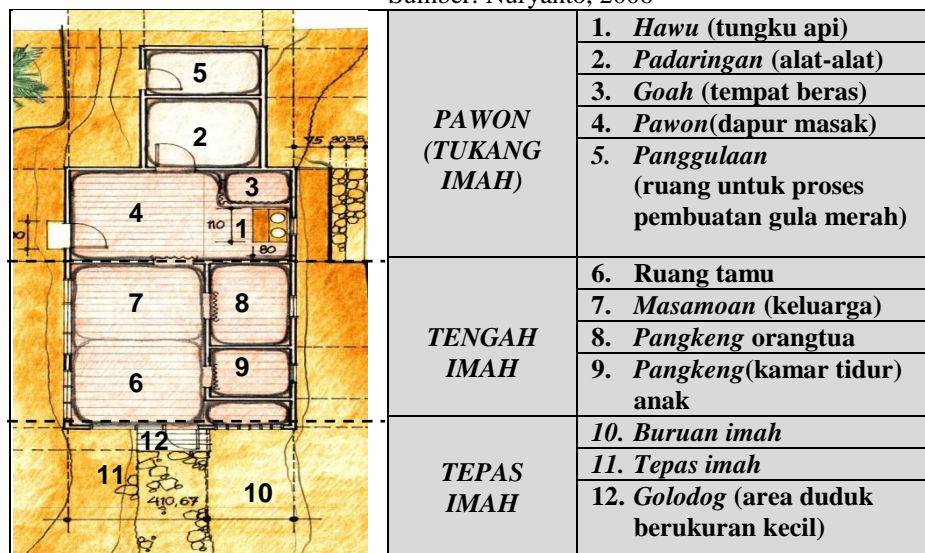 Sumber: Nuryanto, 2006
5
2
75 9035
3
4
1
110
80
7
8
9
6
12
11
410,67
10
PAWON
(TUKANG
IMAH)
1. Hawu (tungku api)
2. Padaringan (alat-alat)
3. Goah (tempat beras)
4. Pawon(dapur masak)
5. Panggulaan
(ruang untuk proses
pembuatan gula merah)
TENGAH
IMAH
6. Ruang tamu
7. Masamoan (keluarga)
8. Pangkeng orangtua
9. Pangkeng(kamar tidur)
anak
TEPAS
IMAH
10. Buruan imah
11. Tepas imah
12. Golodog (area duduk
berukuran kecil)